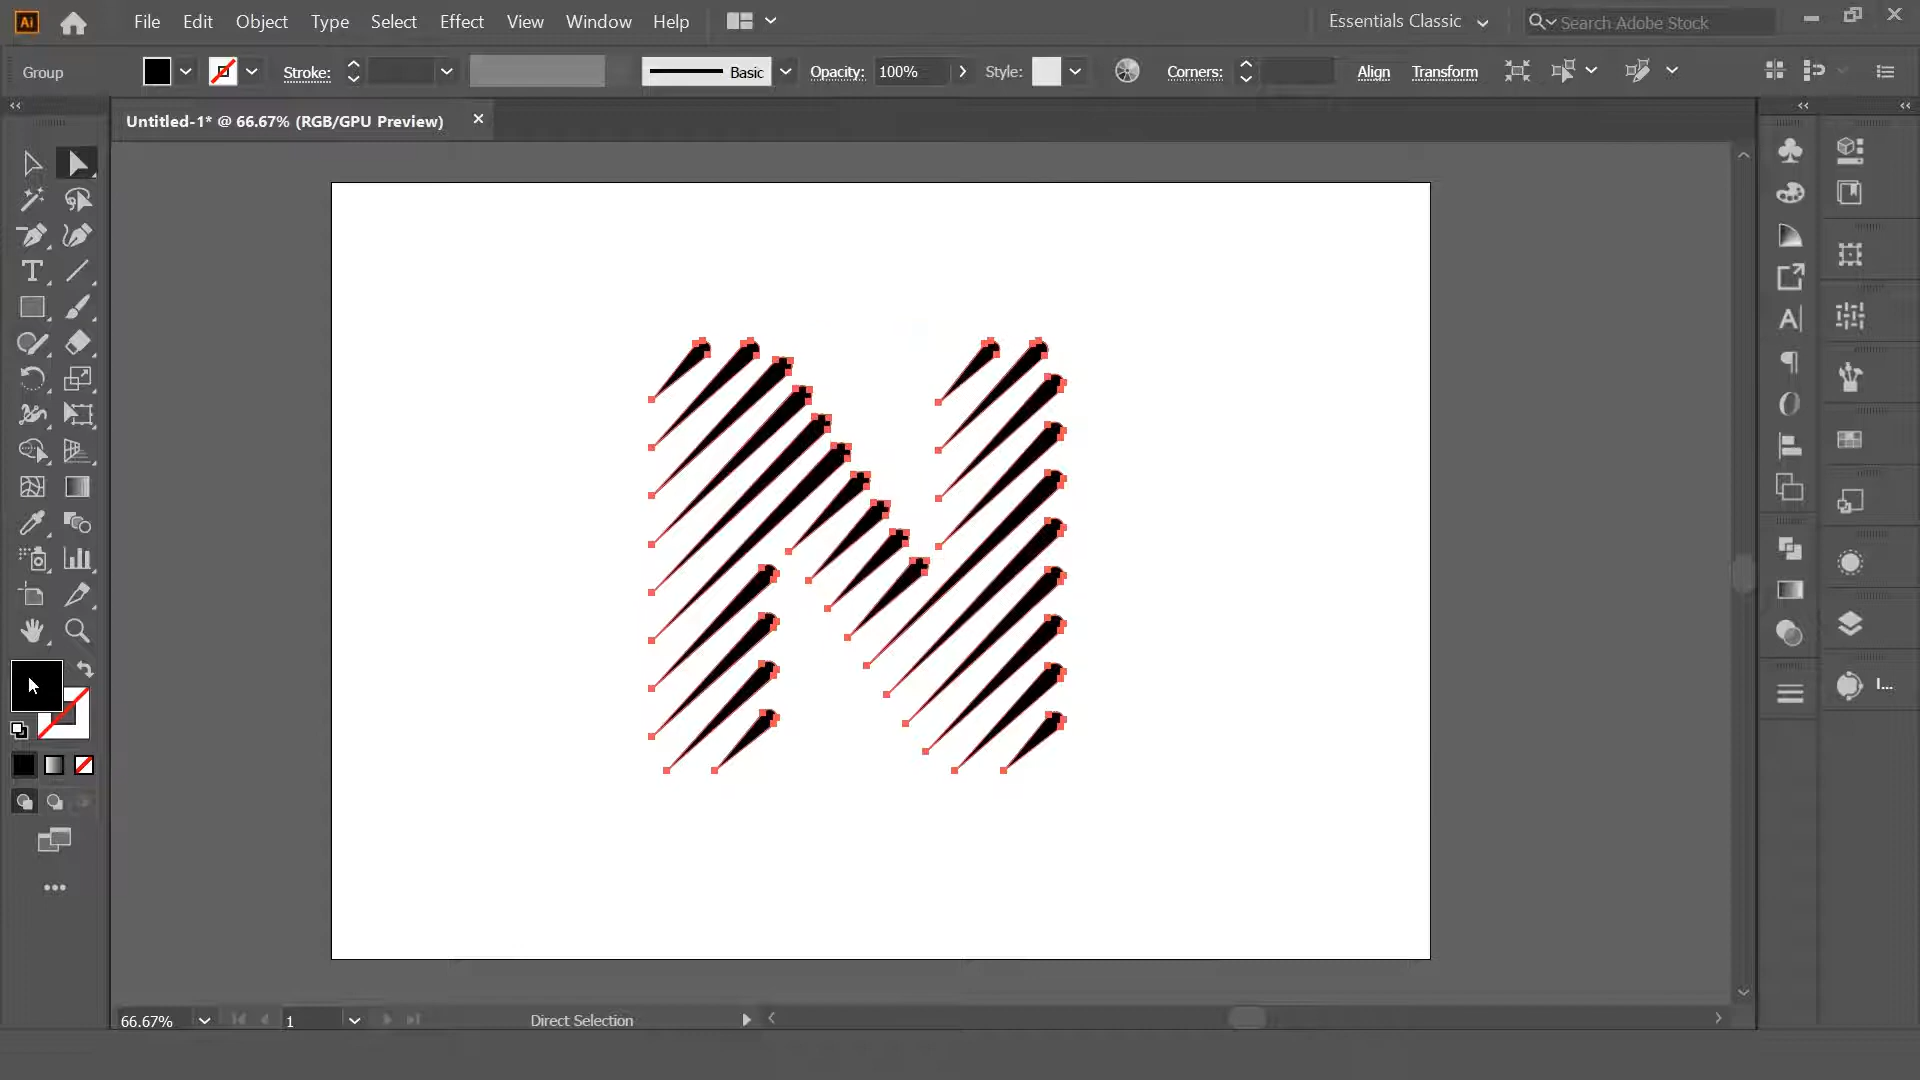 Ai File Edit Object Type Select Effect View Window Help Essentials Classic Search Adobe Stock
Group Stroke: Basic Opacity: 100% Style: Corners: Align Transform
Untitled-1* @ 66.67% (RGB/GPU Preview)
I...
66.67% 1 Direct Selection